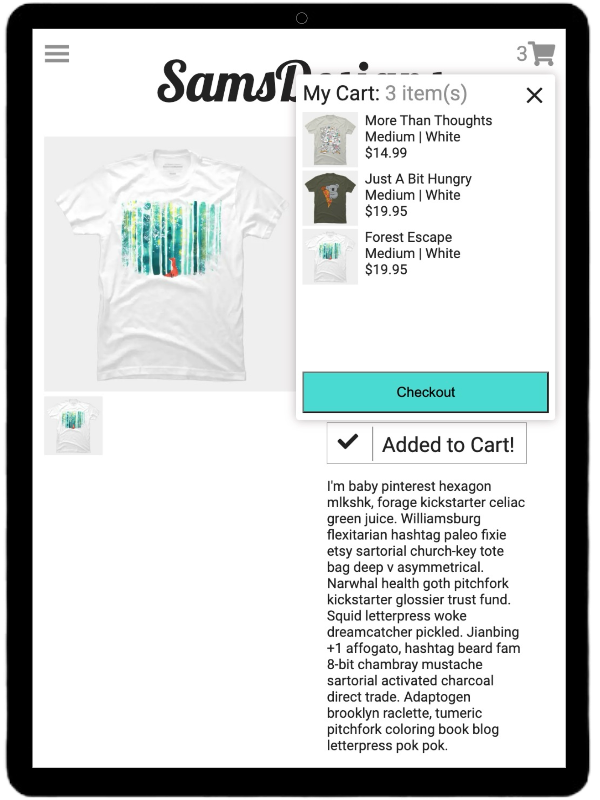 3
SamsDesigns
My Cart: 3 item(s)
More Than Thoughts
Medium | White
$14.99
Just A Bit Hungry
Medium | White
$19.95
Forest Escape
Medium | White
$19.95
Checkout
Added to Cart!
I'm baby pinterest hexagon
mlkshk, forage kickstarter celiac
green juice. Williamsburg
flexitarian hashtag paleo fixie
etsy sartorial church-key tote
bag deep v asymmetrical.
Narwhal health goth pitchfork
kickstarter glossier trust fund.
Squid letterpress woke
dreamcatcher pickled. Jianbing
+1 affogato, hashtag beard fam
8-bit chambray mustache
sartorial activated charcoal
direct trade. Adaptogen
brooklyn raclette, tumeric
pitchfork coloring book blog
letterpress pok pok.